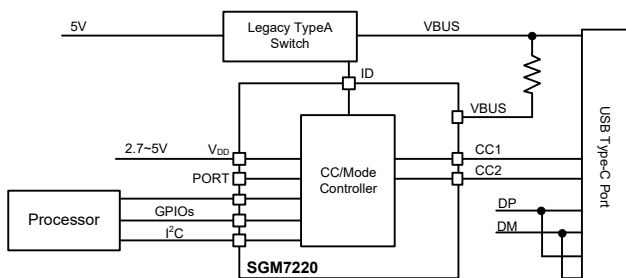 5V
Legacy TypeA
Switch
VBUS
ID
VBUS
USB Type-C Port
2.7~5V
VDD
CC1
PORT
CC/Mode
Controller
CC2
Processor
GPIOs
I²C
DP
DM
SGM7220